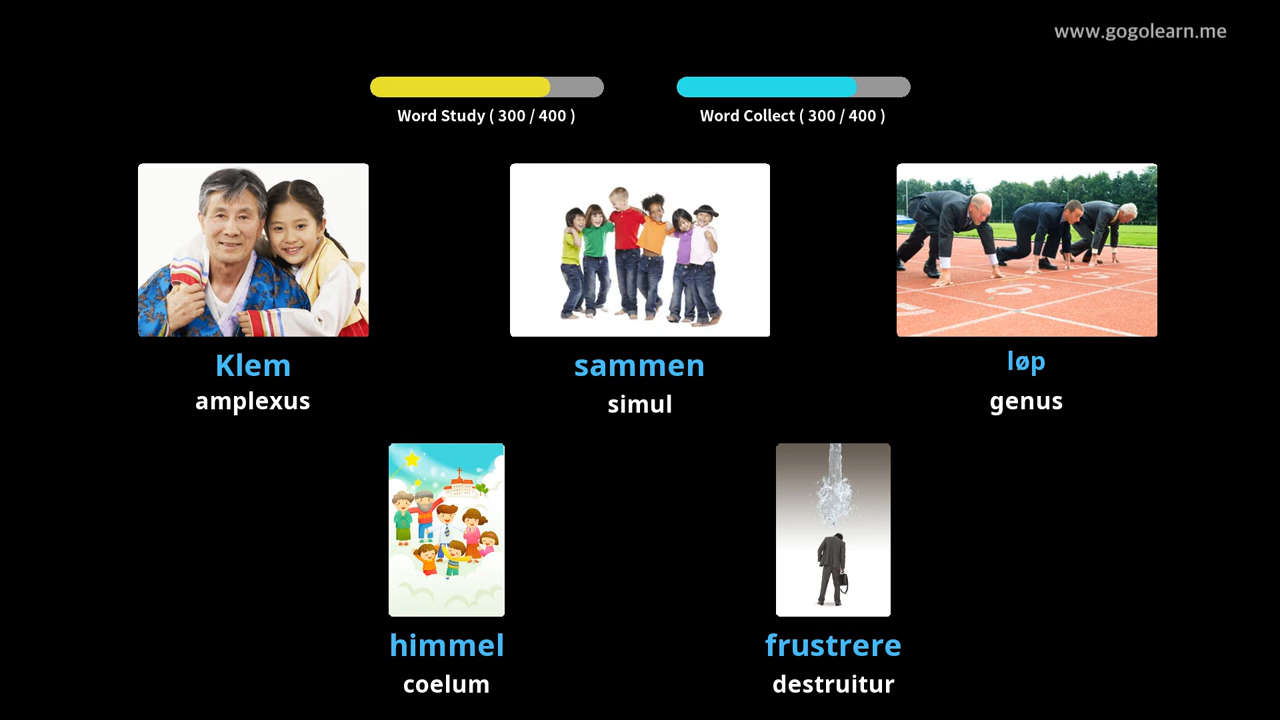 www.gogolearn.me
Word Study ( 300 / 400 )
Word Collect ( 300 / 400 )
Klem
amplexus
sammen
simul
løp
genus
himmel
coelum
frustrere
destruitur